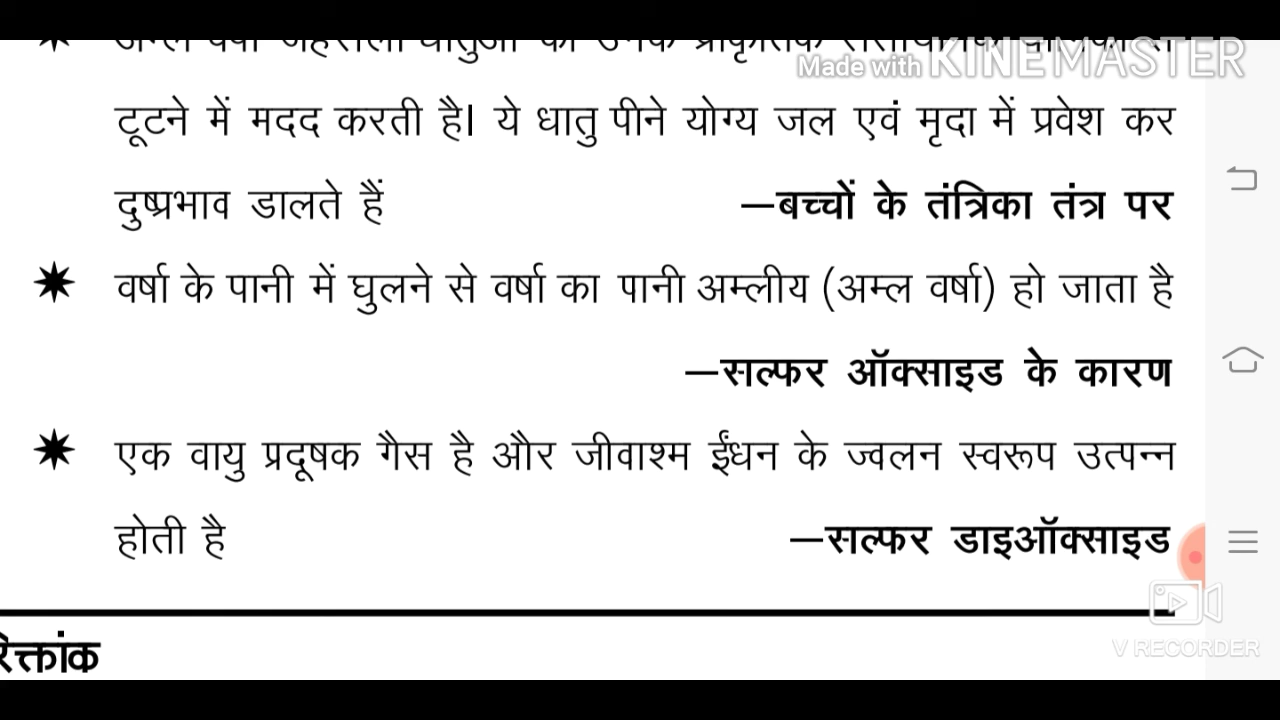 Made with KINEMASTER
टूटने में मदद करती है। ये धातु पीने योग्य जल एवं मृदा में प्रवेश कर
दुष्प्रभाव डालते हैं —बच्चों के तंत्रिका तंत्र पर
✶ वर्षा के पानी में घुलने से वर्षा का पानी अम्लीय (अम्ल वर्षा) हो जाता है
—सल्फर ऑक्साइड के कारण
✶ एक वायु प्रदूषक गैस है और जीवाश्म ईंधन के ज्वलन स्वरूप उत्पन्न
होती है —सल्फर डाइऑक्साइड
V RECORDER